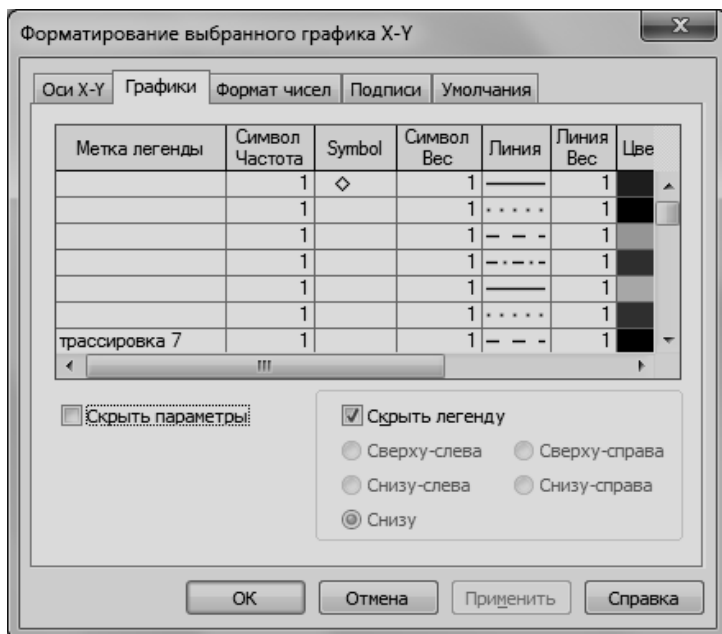 Форматирование выбранного графика X-Y
Оси X-Y Графики Формат чисел Подписи Умолчания
Метка легенды Символ Частота Symbol Символ Вес Линия Линия Вес Цве
1 1 1
1 1 1
1 1 1
1 1 1
1 1 1
1 1 1
трассировка 7 1 1 1
Скрыть параметры Скрыть легенду
Сверху-слева Сверху-справа
Снизу-слева Снизу-справа
Снизу
OK Отмена Применить Справка